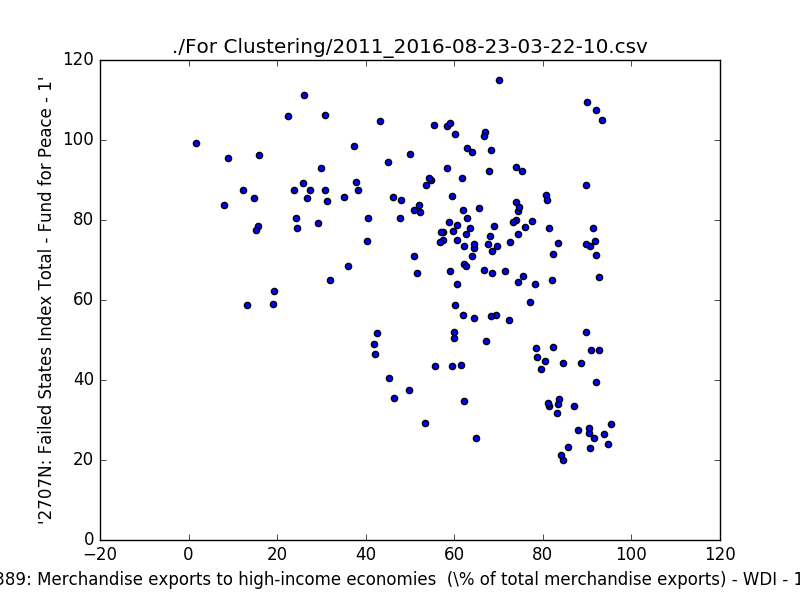 ./For Clustering/2011_2016-08-23-03-22-10.csv
120
100
80
60
40
20
0
'2707N: Failed States Index Total - Fund for Peace - 1'
−20 0 20 40 60 80 100 120
389: Merchandise exports to high-income economies (\% of total merchandise exports) - WDI - 1